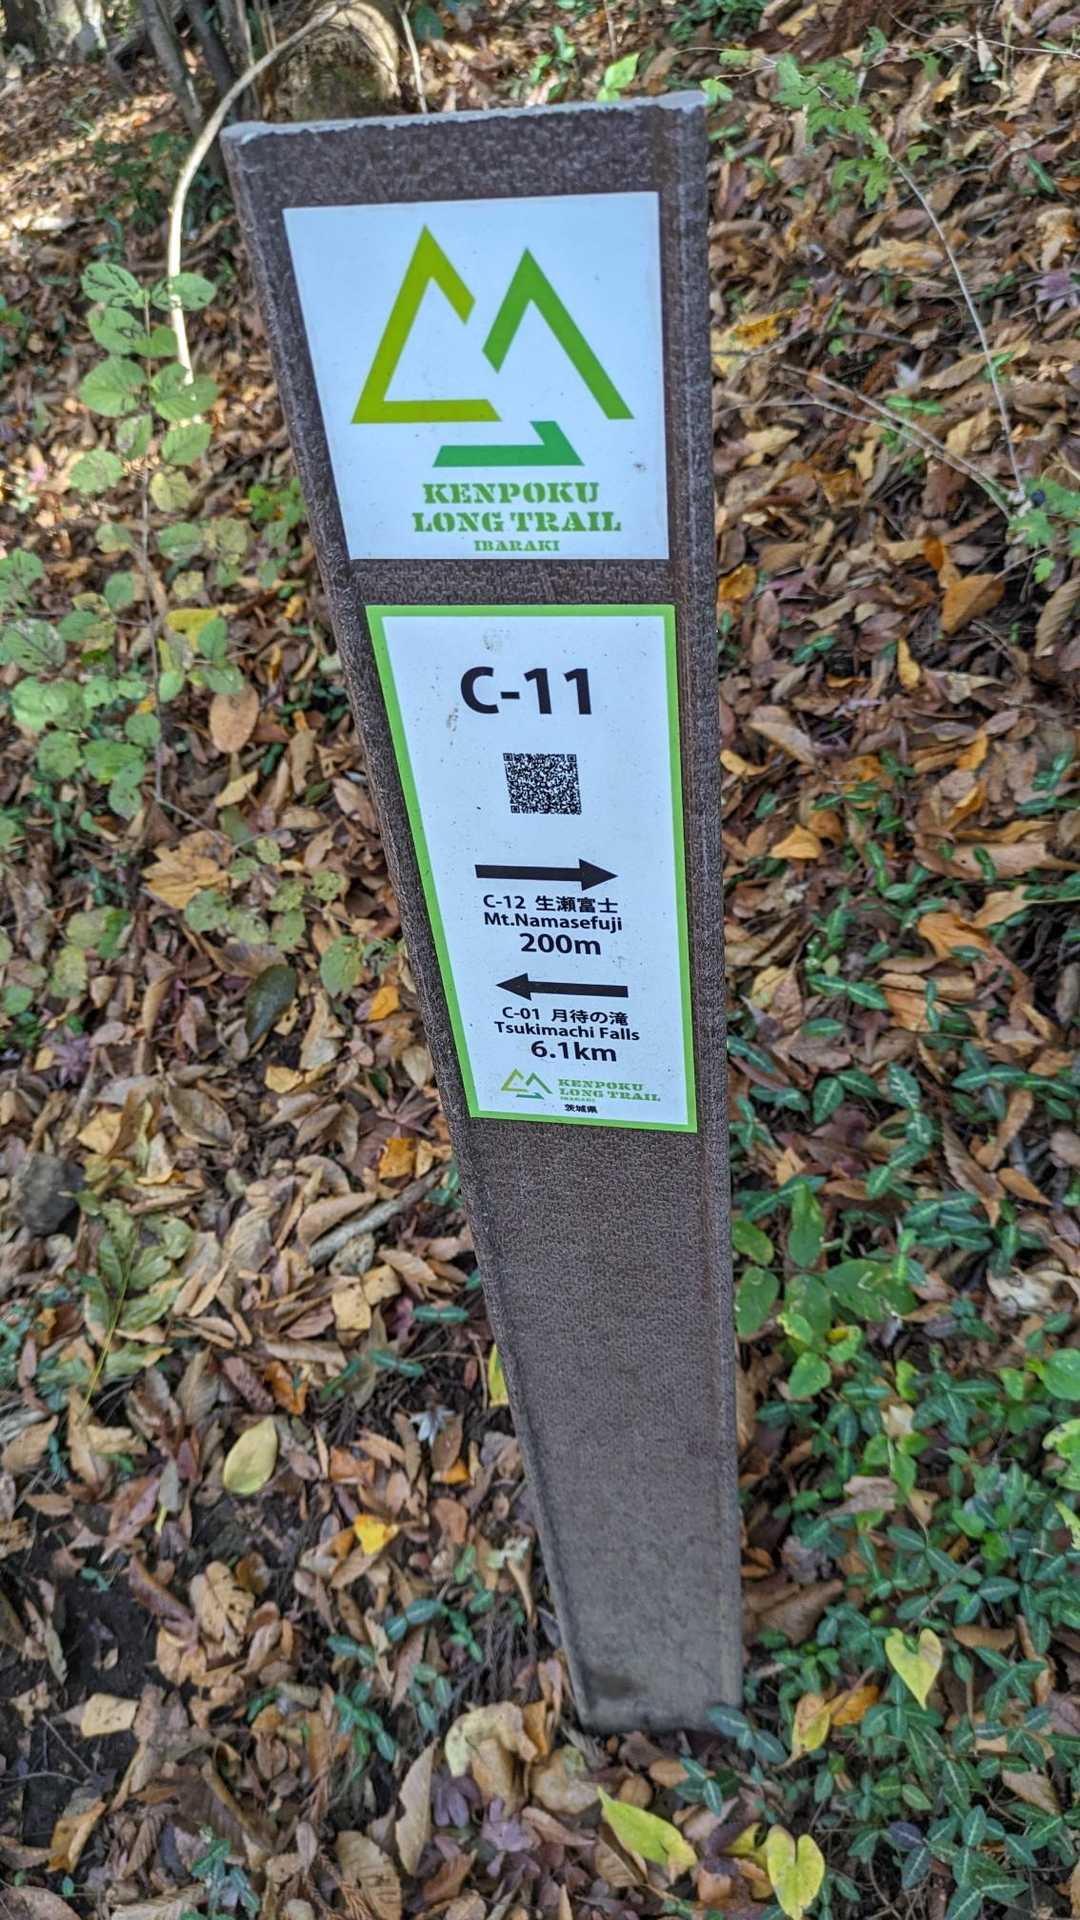 KENPOKU
LONG TRAIL
IBARAKI
C-11
C-12 生瀬富士
Mt.Namasefuji
200m
C-01 月待の滝
Tsukimachi Falls
6.1km
KENPOKU
LONG TRAIL
IBARAKI
茨城県